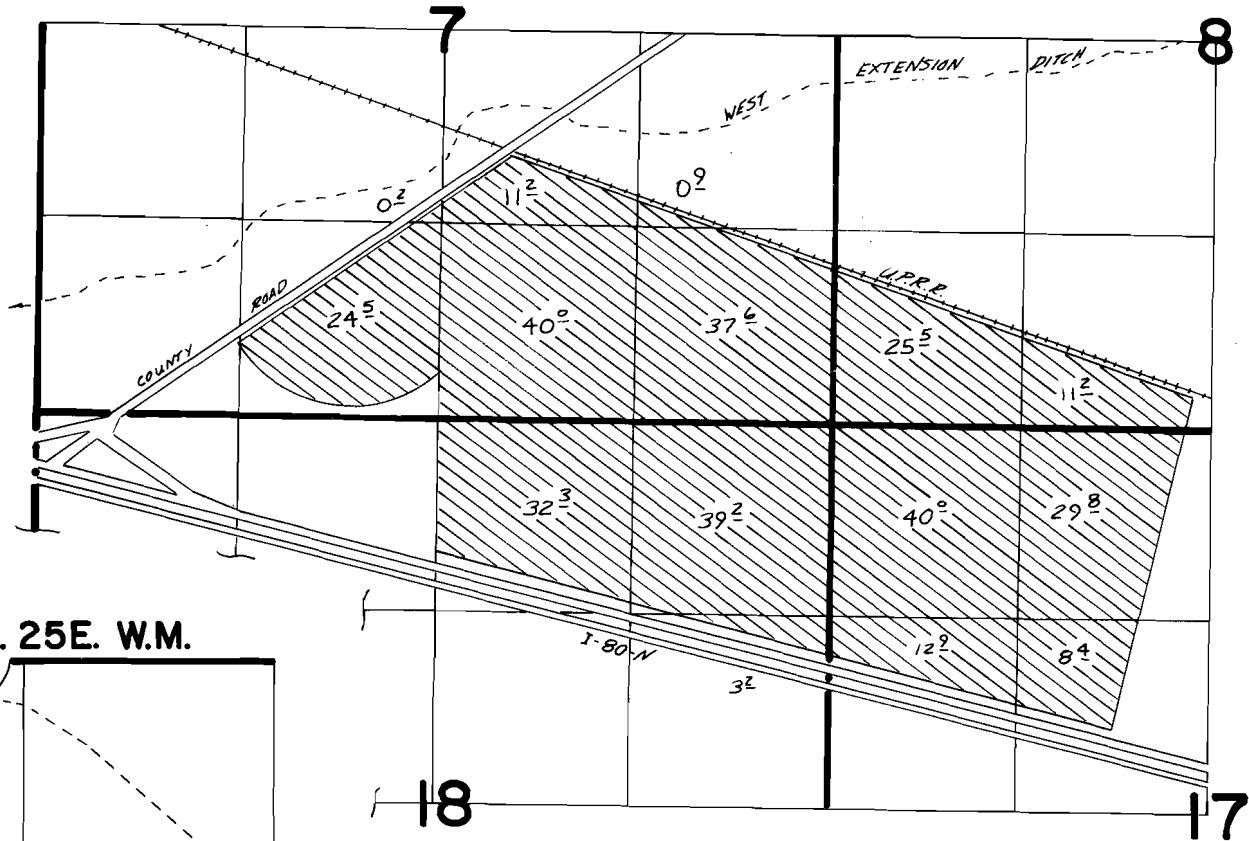 7
8
EXTENSION DITCH
WEST
0 9
11 2
0 2
U.P.R.R.
ROAD
24 5
40 0
37 6
25 5
COUNTY
11 2
32 3
39 2
40 0
29 8
. 25E. W.M.
I-80-N
12 9
8 4
3 2
18
17